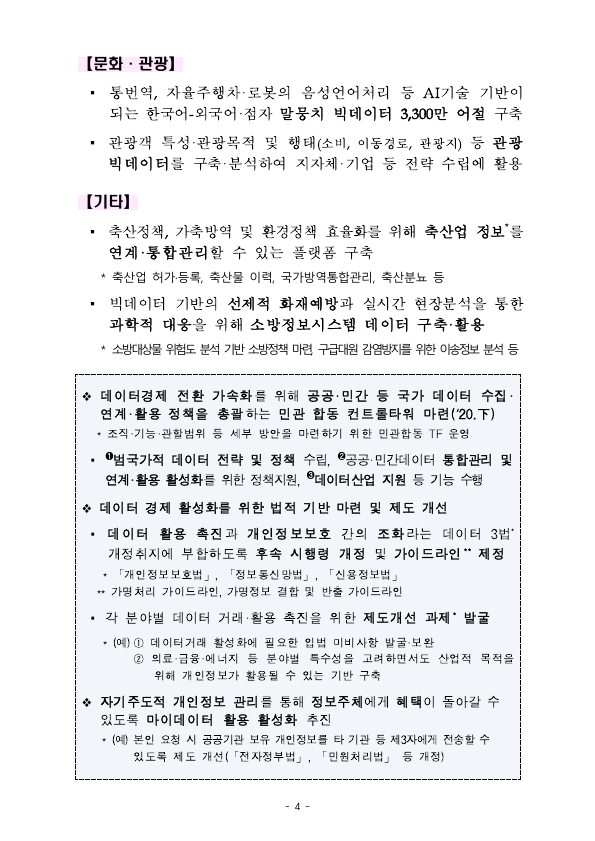 【문화 · 관광】
▪ 통번역, 자율주행차·로봇의 음성언어처리 등 AI기술 기반이
되는 한국어-외국어·점자 말뭉치 빅데이터 3,300만 어절 구축
▪ 관광객 특성·관광목적 및 행태(소비, 이동경로, 관광지) 등 관광
빅데이터를 구축·분석하여 지자체·기업 등 전략 수립에 활용
【기타】
▪ 축산정책, 가축방역 및 환경정책 효율화를 위해 축산업 정보*를
연계·통합관리할 수 있는 플랫폼 구축
* 축산업 허가·등록, 축산물 이력, 국가방역통합관리, 축산분뇨 등
▪ 빅데이터 기반의 선제적 화재예방과 실시간 현장분석을 통한
과학적 대응을 위해 소방정보시스템 데이터 구축·활용
* 소방대상물 위험도 분석 기반 소방정책 마련 구급대원 감염방지를 위한 이송정보 분석 등
❖ 데이터경제 전환 가속화를 위해 공공·민간 등 국가 데이터 수집·
연계·활용 정책을 총괄하는 민관 합동 컨트롤타워 마련('20.下)
* 조직·기능·관할범위 등 세부 방안을 마련하기 위한 민관합동 TF 운영
▪ ❶범국가적 데이터 전략 및 정책 수립, ❷공공·민간데이터 통합관리 및
연계·활용 활성화를 위한 정책지원, ❸데이터산업 지원 등 기능 수행
❖ 데이터 경제 활성화를 위한 법적 기반 마련 및 제도 개선
▪ 데이터 활용 촉진과 개인정보보호 간의 조화라는 데이터 3법*
개정취지에 부합하도록 후속 시행령 개정 및 가이드라인** 제정
* 「개인정보보호법」, 「정보통신망법」, 「신용정보법」
** 가명처리 가이드라인, 가명정보 결합 및 반출 가이드라인
▪ 각 분야별 데이터 거래·활용 촉진을 위한 제도개선 과제* 발굴
* (예) ① 데이터거래 활성화에 필요한 입법 미비사항 발굴·보완
② 의료·금융·에너지 등 분야별 특수성을 고려하면서도 산업적 목적을
위해 개인정보가 활용될 수 있는 기반 구축
❖ 자기주도적 개인정보 관리를 통해 정보주체에게 혜택이 돌아갈 수
있도록 마이데이터 활용 활성화 추진
* (예) 본인 요청 시 공공기관 보유 개인정보를 타 기관 등 제3자에게 전송할 수
있도록 제도 개선(「전자정부법」, 「민원처리법」 등 개정)
- 4 -